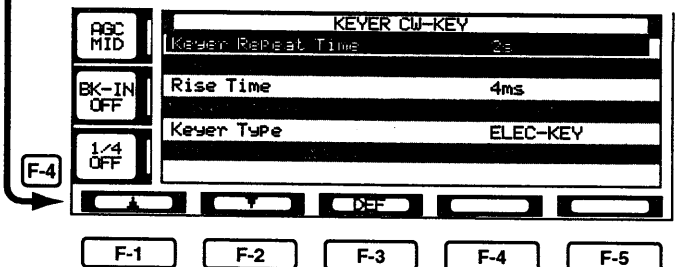 KEYER CW-KEY
AGC
MID
Keyer Repeat Time 2s
BK-IN
OFF
Rise Time 4ms
Keyer Type ELEC-KEY
1/4
OFF
F-4
▲ ▼ DEF
F-1 F-2 F-3 F-4 F-5